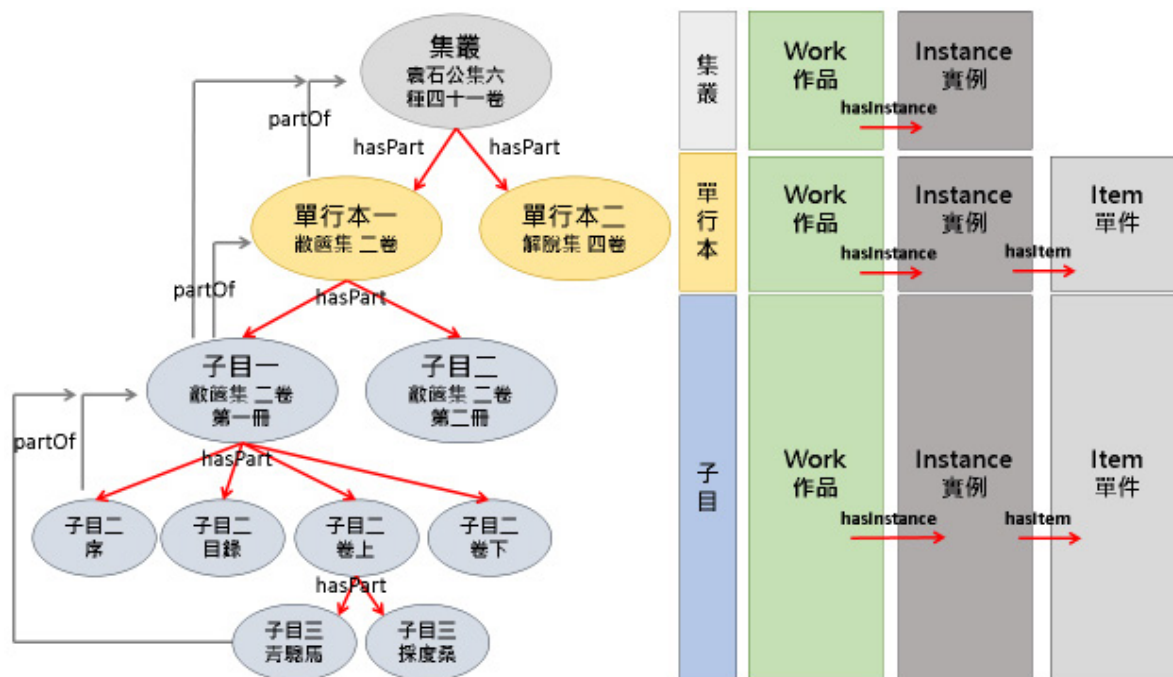 集叢
袁石公集六
種四十一卷
partOf
hasPart
hasPart
單行本一
敝篋集 二卷
單行本二
解脫集 四卷
partOf
hasPart
子目一
敝篋集 二卷
第一冊
子目二
敝篋集 二卷
第二冊
partOf
hasPart
子目二
序
子目二
目錄
子目二
卷上
子目二
卷下
hasPart
子目三
青驄馬
子目三
採度桑
集叢
Work
作品
hasInstance
Instance
實例
單行本
Work
作品
hasInstance
Instance
實例
hasItem
Item
單件
子目
Work
作品
hasInstance
Instance
實例
hasItem
Item
單件